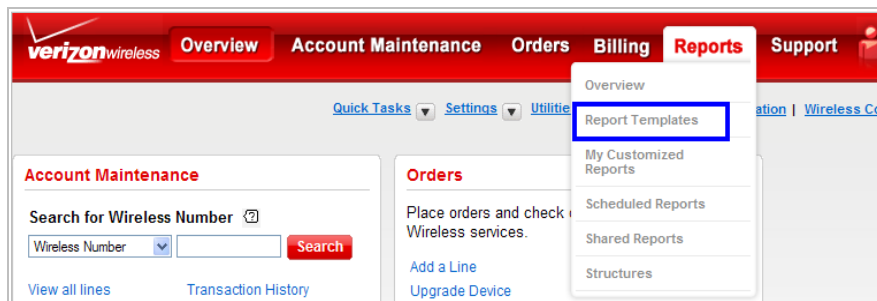 verizonwireless Overview Account Maintenance Orders Billing Reports Support
Quick Tasks Settings Utilitie ation | Wireless Co
Overview
Report Templates
My Customized
Reports
Scheduled Reports
Shared Reports
Structures
Account Maintenance
Search for Wireless Number
Wireless Number Search
View all lines Transaction History
Orders
Place orders and check
Wireless services.
Add a Line
Upgrade Device